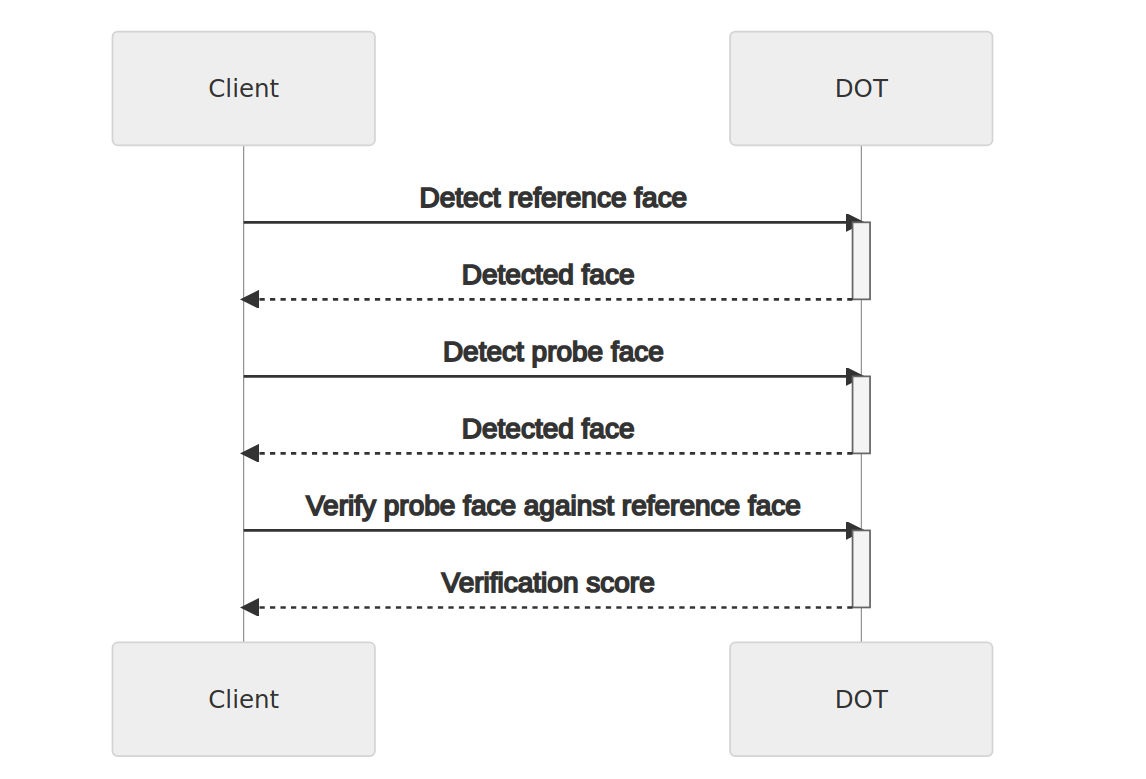 Client
DOT
Detect reference face
Detected face
Detect probe face
Detected face
Verify probe face against reference face
Verification score
Client
DOT